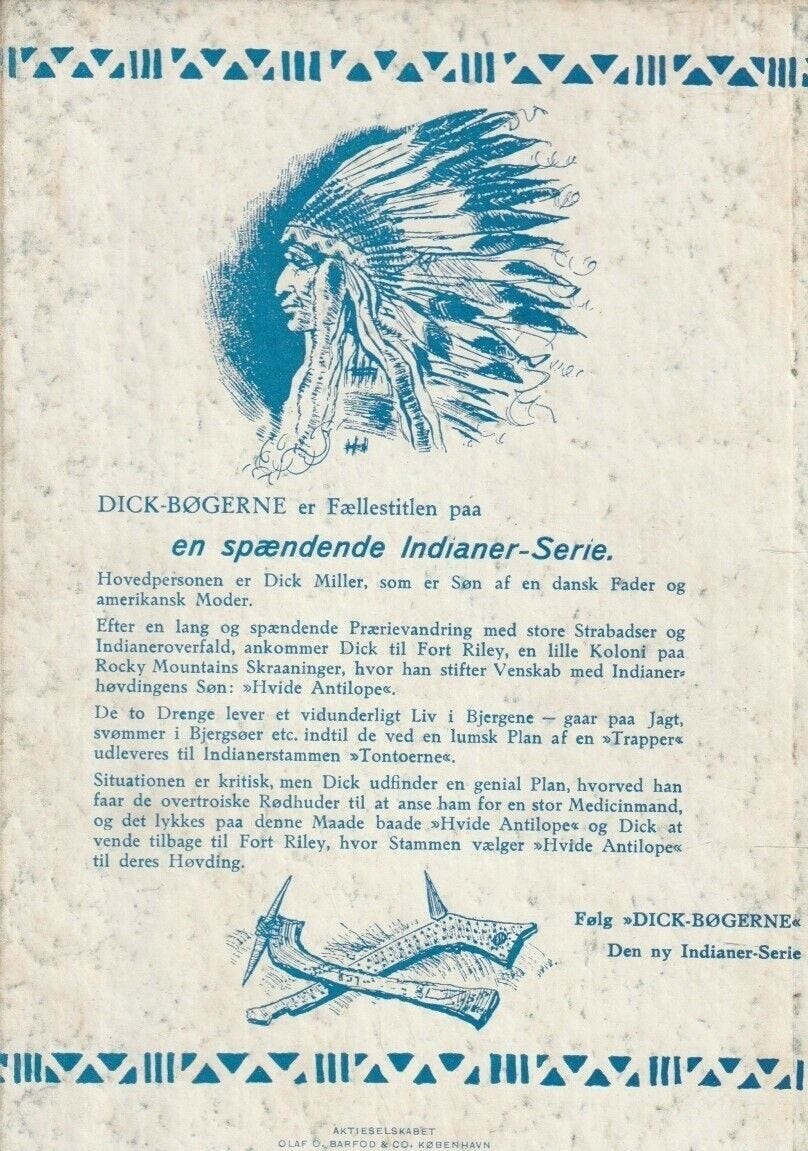 DICK-BØGERNE er Fællestitlen paa
en spændende Indianer-Serie.
Hovedpersonen er Dick Miller, som er Søn af en dansk Fader og
amerikansk Moder.
Efter en lang og spændende Prærievandring med store Strabadser og
Indianeroverfald, ankommer Dick til Fort Riley, en lille Koloni paa
Rocky Mountains Skraaninger, hvor han stifter Venskab med Indianer-
høvdingens Søn: »Hvide Antilope«.
De to Drenge lever et vidunderligt Liv i Bjergene — gaar paa Jagt,
svømmer i Bjergsøer etc. indtil de ved en lumsk Plan af en »Trapper«
udleveres til Indianerstammen »Tontoerne«.
Situationen er kritisk, men Dick udfinder en genial Plan, hvorved han
faar de overtroiske Rødhuder til at anse ham for en stor Medicinmand,
og det lykkes paa denne Maade baade »Hvide Antilope« og Dick at
vende tilbage til Fort Riley, hvor Stammen vælger »Hvide Antilope«
til deres Høvding.
Følg »DICK-BØGERNE«
Den ny Indianer-Serie
AKTIESELSKABET
OLAF O. BARFOD & CO. KØBENHAVN